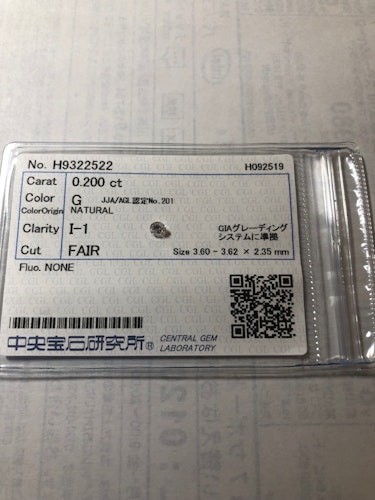 No. H9322522 H092519
Carat 0.200 ct
Color G JJA/AGL認定No.201
ColorOrigin NATURAL
Clarity I-1 GIAグレーディング
システムに準拠
Cut FAIR Size 3.60 - 3.62 × 2.35 mm
Fluo. NONE
中央宝石研究所® CENTRAL GEM
LABORATORY